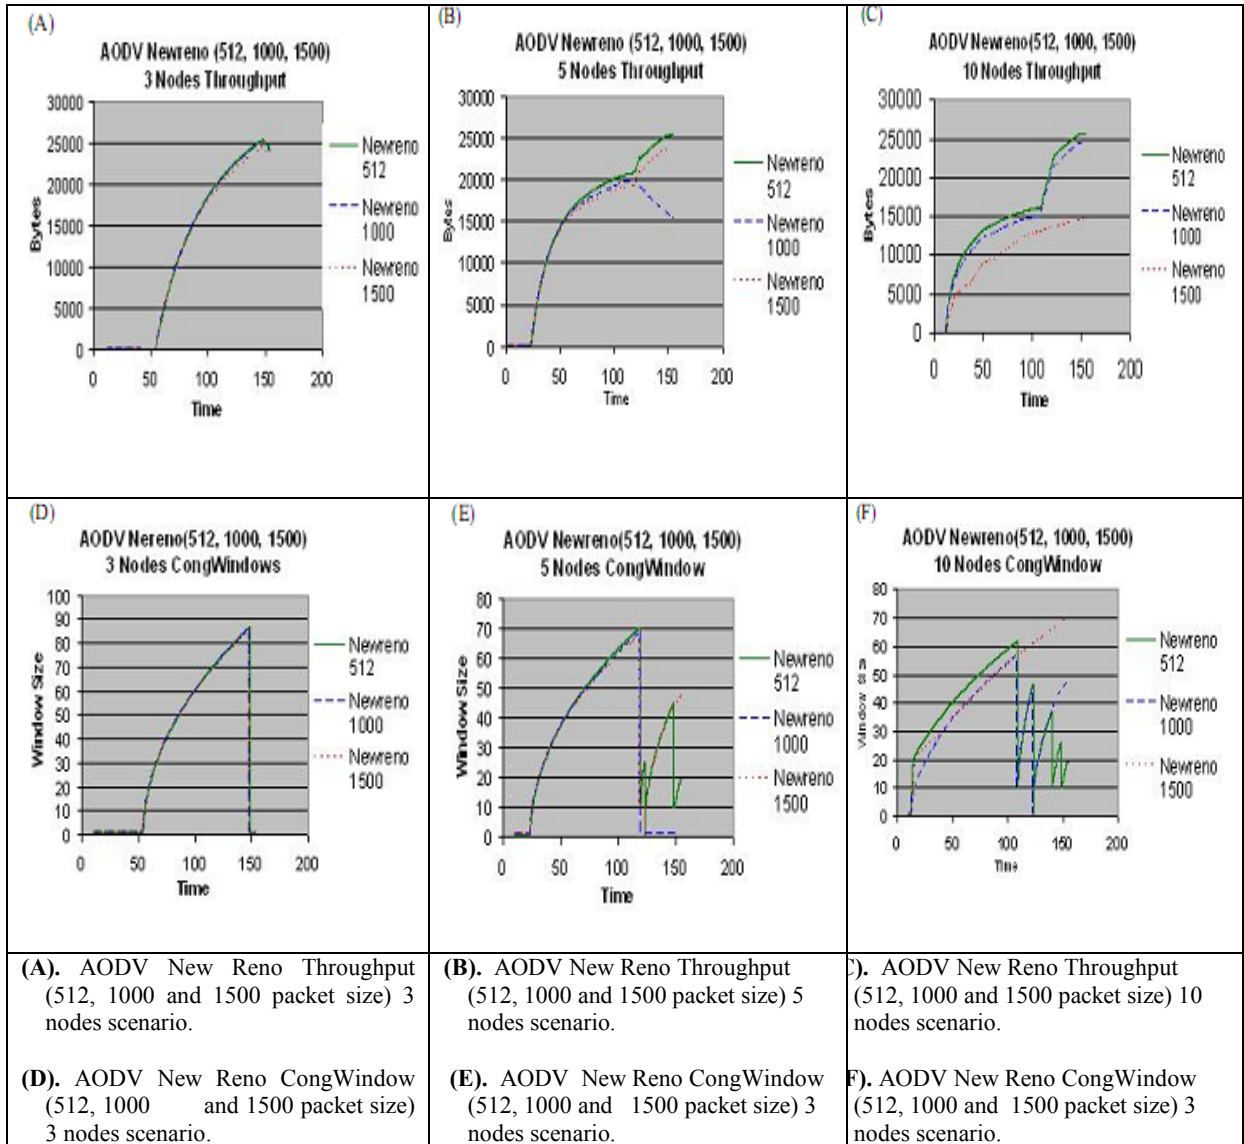 (A)
AODV Newreno (512, 1000, 1500)
3 Nodes Throughput
30000
25000
20000
15000
10000
5000
0
Bytes
0 50 100 150 200
Time
Newreno
512
Newreno
1000
Newreno
1500
(B)
AODV Newreno (512, 1000, 1500)
5 Nodes Throughput
30000
25000
20000
15000
10000
5000
0
Bytes
0 50 100 150 200
Time
Newreno
512
Newreno
1000
Newreno
1500
(C)
AODV Newreno(512, 1000, 1500)
10 Nodes Throughput
30000
25000
20000
15000
10000
5000
0
Bytes
0 50 100 150 200
Time
Newreno
512
Newreno
1000
Newreno
1500
(D)
AODV Nereno(512, 1000, 1500)
3 Nodes CongWindows
100
90
80
70
60
50
40
30
20
10
0
Window Size
0 50 100 150 200
Time
Newreno
512
Newreno
1000
Newreno
1500
(E)
AODV Newreno(512, 1000, 1500)
5 Nodes CongWindow
80
70
60
50
40
30
20
10
0
Window Size
0 50 100 150 200
Time
Newreno
512
Newreno
1000
Newreno
1500
(F)
AODV Newreno(512, 1000, 1500)
10 Nodes CongWindow
80
70
60
50
40
30
20
10
0
Window Size
0 50 100 150 200
Time
Newreno
512
Newreno
1000
Newreno
1500
(A). AODV New Reno Throughput
(512, 1000 and 1500 packet size) 3
nodes scenario.
(B). AODV New Reno Throughput
(512, 1000 and 1500 packet size) 5
nodes scenario.
C). AODV New Reno Throughput
(512, 1000 and 1500 packet size) 10
nodes scenario.
(D). AODV New Reno CongWindow
(512, 1000 and 1500 packet size)
3 nodes scenario.
(E). AODV New Reno CongWindow
(512, 1000 and 1500 packet size) 3
nodes scenario.
F). AODV New Reno CongWindow
(512, 1000 and 1500 packet size) 3
nodes scenario.